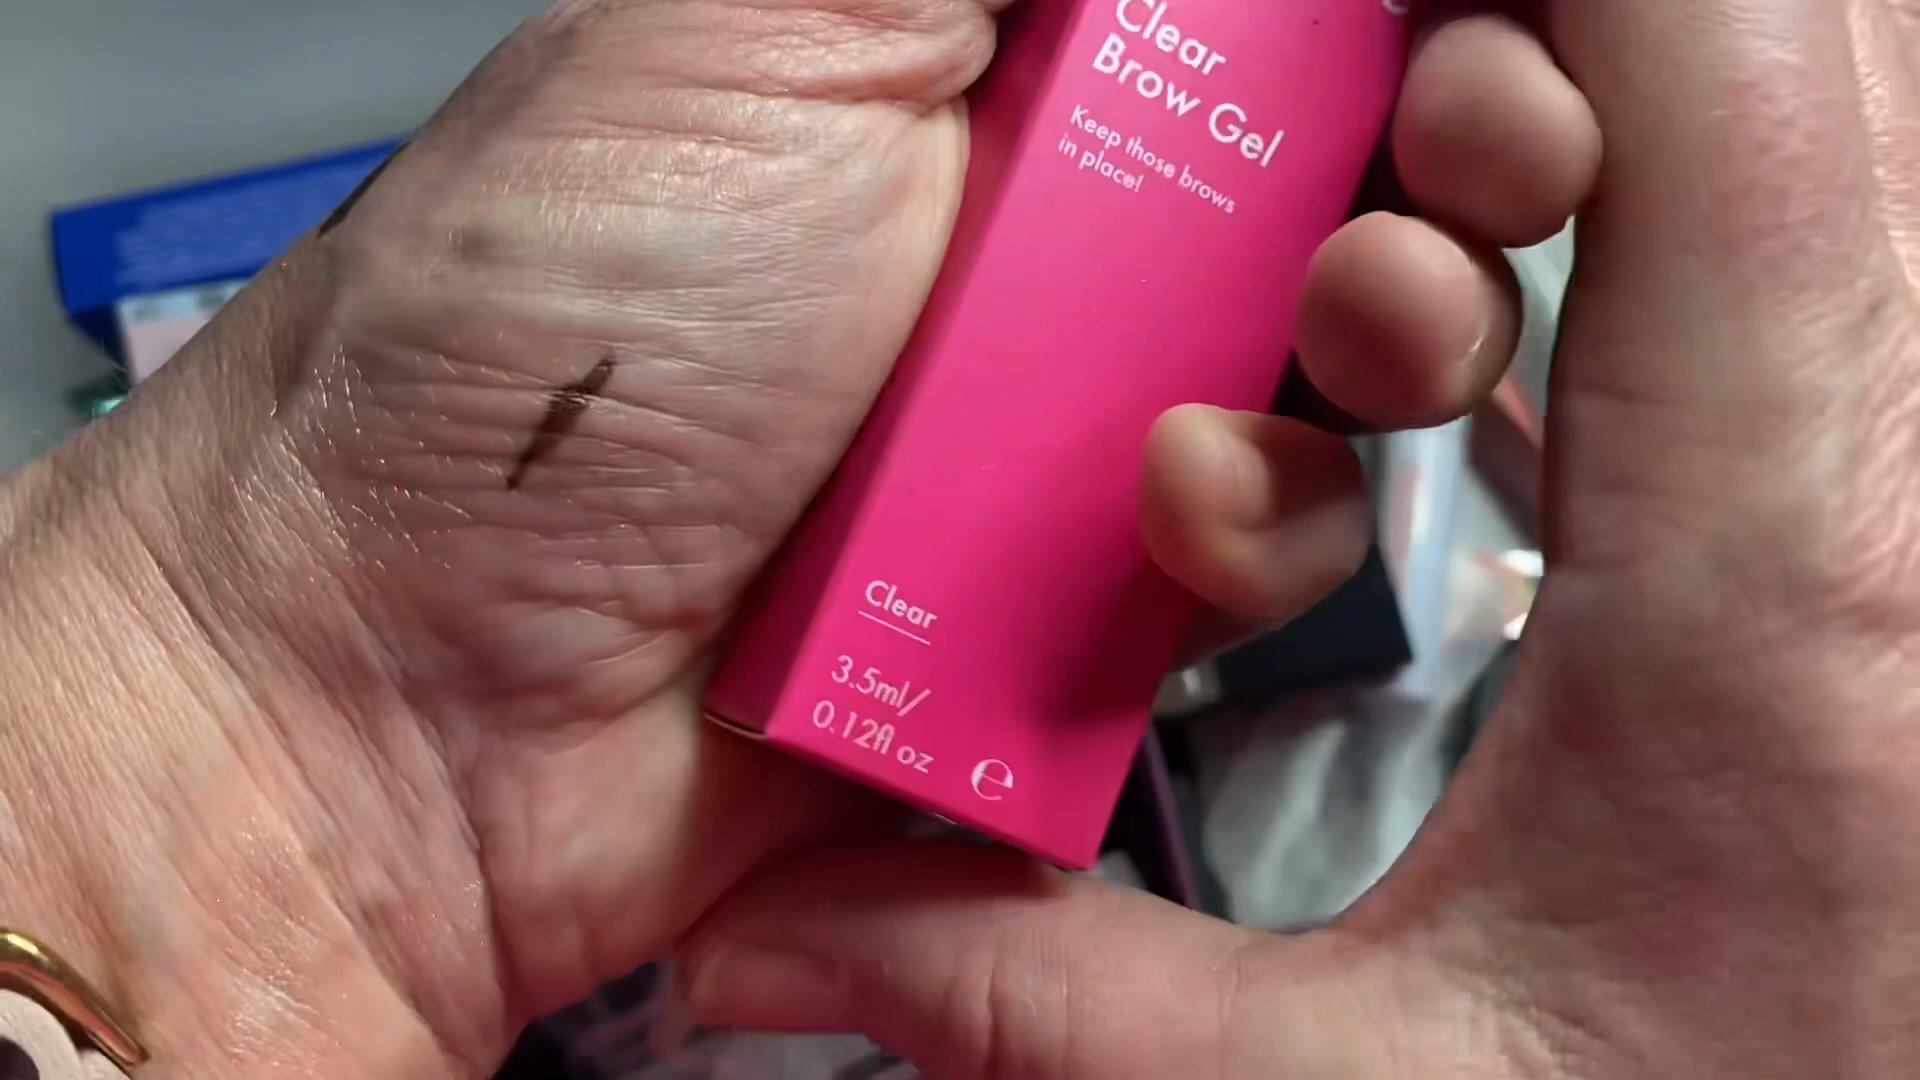 Clear
Brow Gel
Keep those brows
in place!
Clear
3.5ml/
0.12fl oz
e